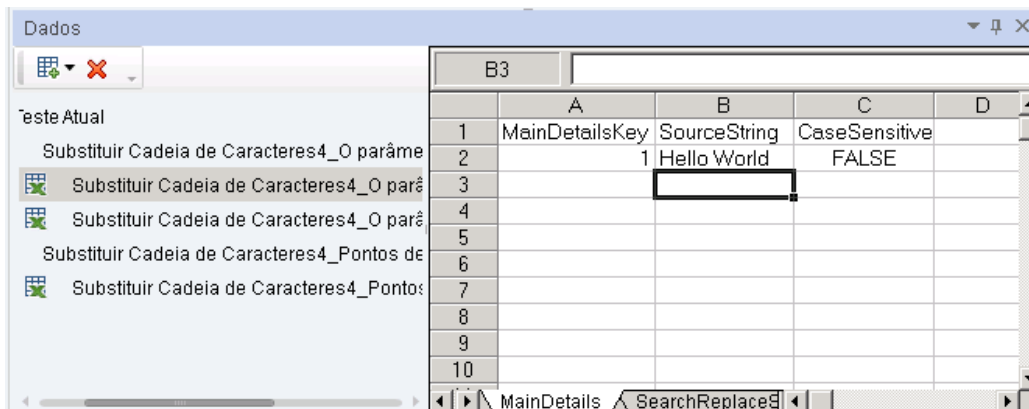 Dados
B3
este Atual
Substituir Cadeia de Caracteres4_O parâme
Substituir Cadeia de Caracteres4_O parâ
Substituir Cadeia de Caracteres4_O parâ
Substituir Cadeia de Caracteres4_Pontos de
Substituir Cadeia de Caracteres4_Pontos
A B C D
1 MainDetailsKey SourceString CaseSensitive
2 1 Hello World FALSE
3
4
5
6
7
8
9
10
MainDetails SearchReplaceS